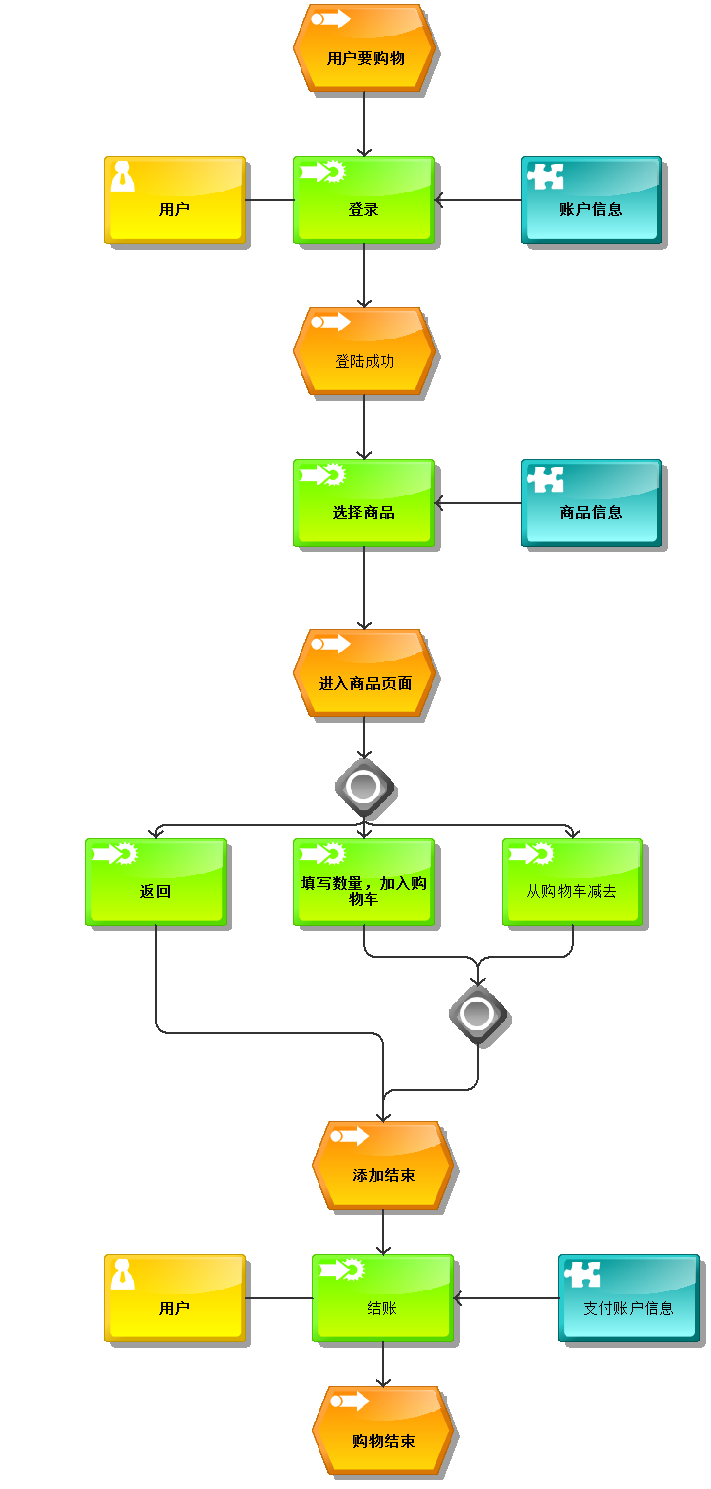 用户要购物
用户
登录
账户信息
登陆成功
选择商品
商品信息
进入商品页面
返回
填写数量，加入购
物车
从购物车减去
添加结束
用户
结账
支付账户信息
购物结束